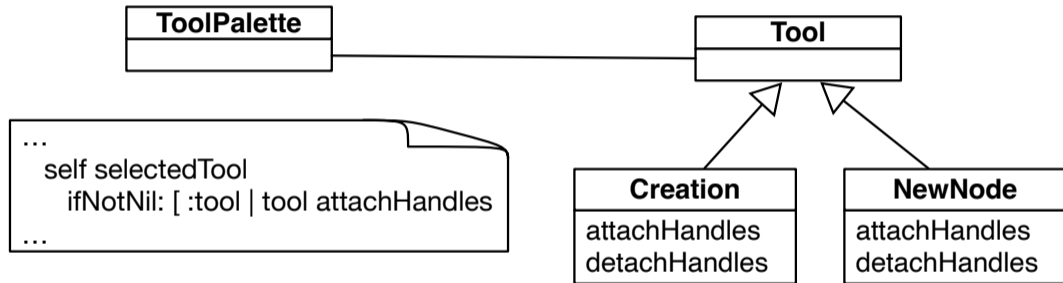 ToolPalette
Tool
...
self selectedTool
ifNotNil: [ :tool | tool attachHandles
...
Creation
attachHandles
detachHandles
NewNode
attachHandles
detachHandles